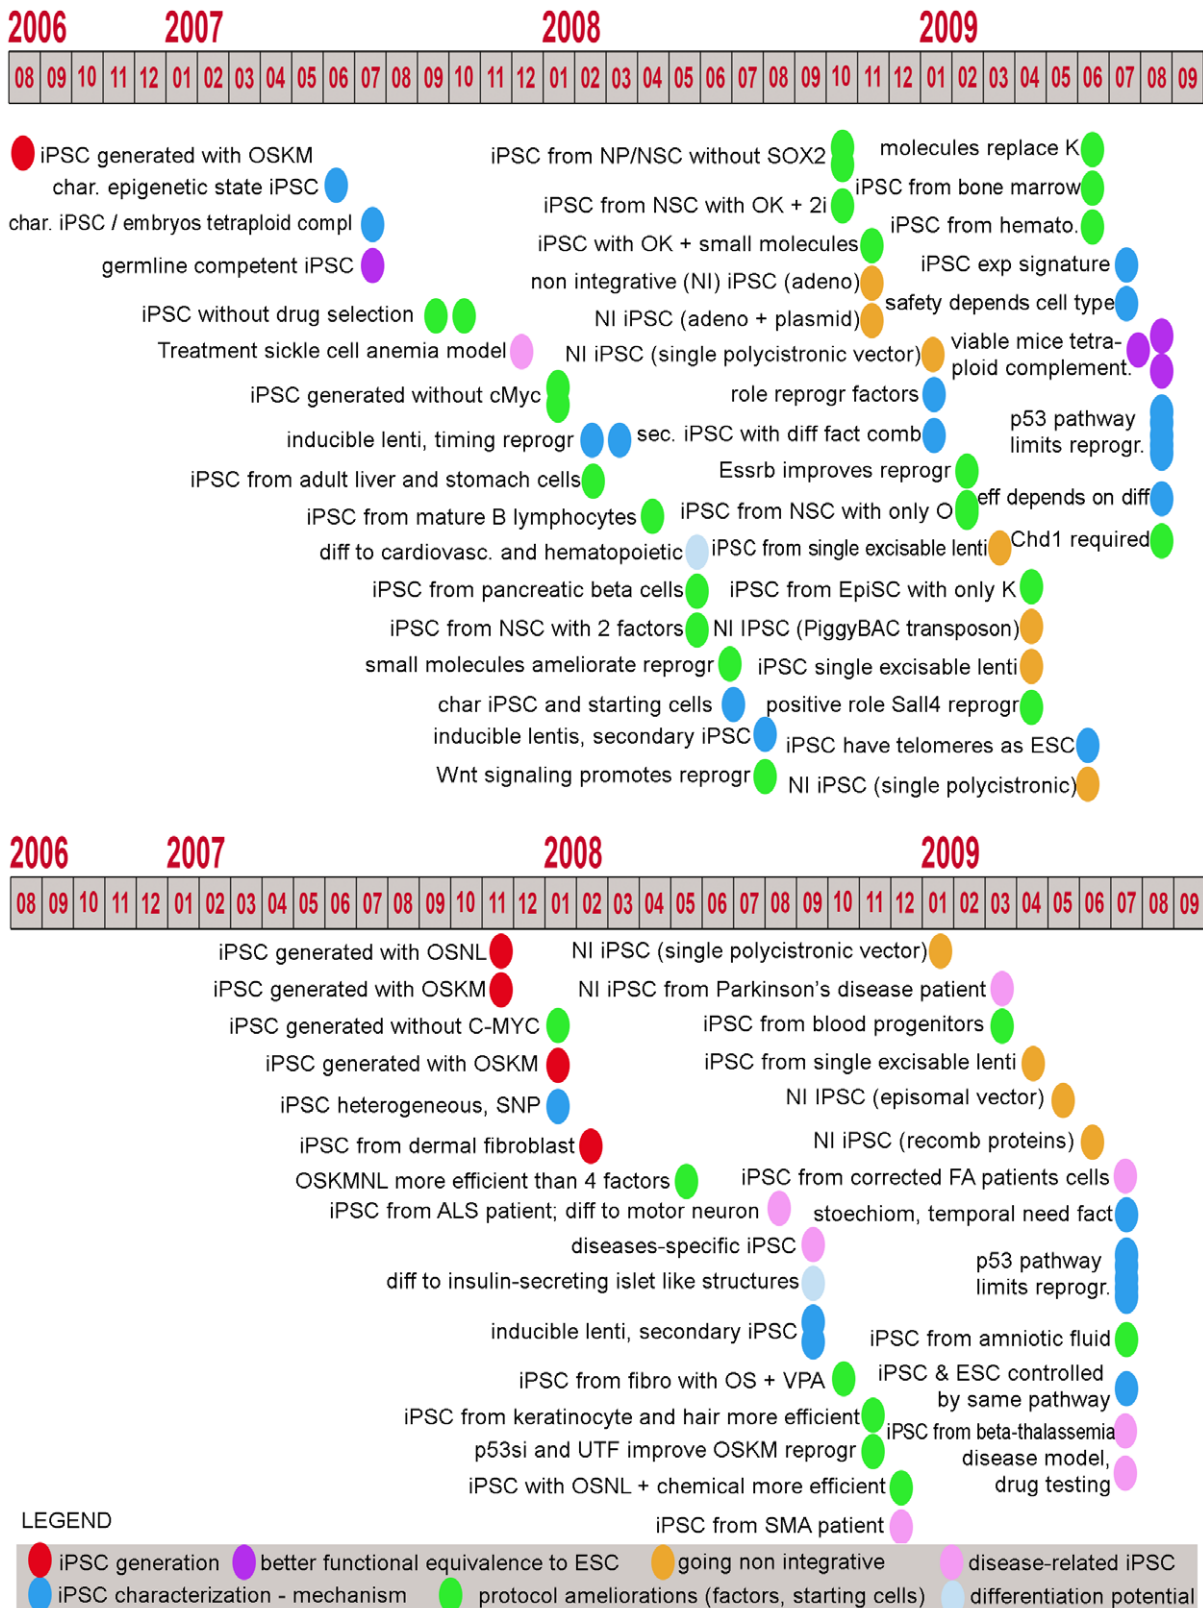 2006 2007 2008 2009
08 09 10 11 12 01 02 03 04 05 06 07 08 09 10 11 12 01 02 03 04 05 06 07 08 09 10 11 12 01 02 03 04 05 06 07 08 09
iPSC generated with OSKM
char. epigenetic state iPSC
char. iPSC / embryos tetraploid compl
germline competent iPSC
iPSC without drug selection
Treatment sickle cell anemia model
iPSC generated without cMyc
inducible lenti, timing reprogr
iPSC from adult liver and stomach cells
iPSC from mature B lymphocytes
diff to cardiovasc. and hematopoietic
iPSC from pancreatic beta cells
iPSC from NSC with 2 factors
small molecules ameliorate reprogr
char iPSC and starting cells
inducible lentis, secondary iPSC
Wnt signaling promotes reprogr
iPSC from NP/NSC without SOX2
iPSC from NSC with OK + 2i
iPSC with OK + small molecules
non integrative (NI) iPSC (adeno)
NI iPSC (adeno + plasmid)
NI iPSC (single polycistronic vector)
role reprogr factors
sec. iPSC with diff fact comb
Essrb improves reprogr
iPSC from NSC with only O
iPSC from single excisable lenti
iPSC from EpiSC with only K
NI IPSC (PiggyBAC transposon)
iPSC single excisable lenti
positive role Sall4 reprogr
iPSC have telomeres as ESC
NI iPSC (single polycistronic)
molecules replace K
iPSC from bone marrow
iPSC from hemato.
iPSC exp signature
safety depends cell type
viable mice tetra-
ploid complement.
p53 pathway
limits reprogr.
eff depends on diff
Chd1 required
2006 2007 2008 2009
08 09 10 11 12 01 02 03 04 05 06 07 08 09 10 11 12 01 02 03 04 05 06 07 08 09 10 11 12 01 02 03 04 05 06 07 08 09
iPSC generated with OSNL
iPSC generated with OSKM
iPSC generated without C-MYC
iPSC generated with OSKM
iPSC heterogeneous, SNP
iPSC from dermal fibroblast
OSKMNL more efficient than 4 factors
iPSC from ALS patient; diff to motor neuron
diseases-specific iPSC
diff to insulin-secreting islet like structures
inducible lenti, secondary iPSC
iPSC from fibro with OS + VPA
iPSC from keratinocyte and hair more efficient
p53si and UTF improve OSKM reprogr
iPSC with OSNL + chemical more efficient
iPSC from SMA patient
NI iPSC (single polycistronic vector)
NI iPSC from Parkinson's disease patient
iPSC from blood progenitors
iPSC from single excisable lenti
NI IPSC (episomal vector)
NI iPSC (recomb proteins)
iPSC from corrected FA patients cells
stoechiom, temporal need fact
p53 pathway
limits reprogr.
iPSC from amniotic fluid
iPSC & ESC controlled
by same pathway
iPSC from beta-thalassemia
disease model,
drug testing
LEGEND
iPSC generation
better functional equivalence to ESC
going non integrative
disease-related iPSC
iPSC characterization - mechanism
protocol ameliorations (factors, starting cells)
differentiation potential